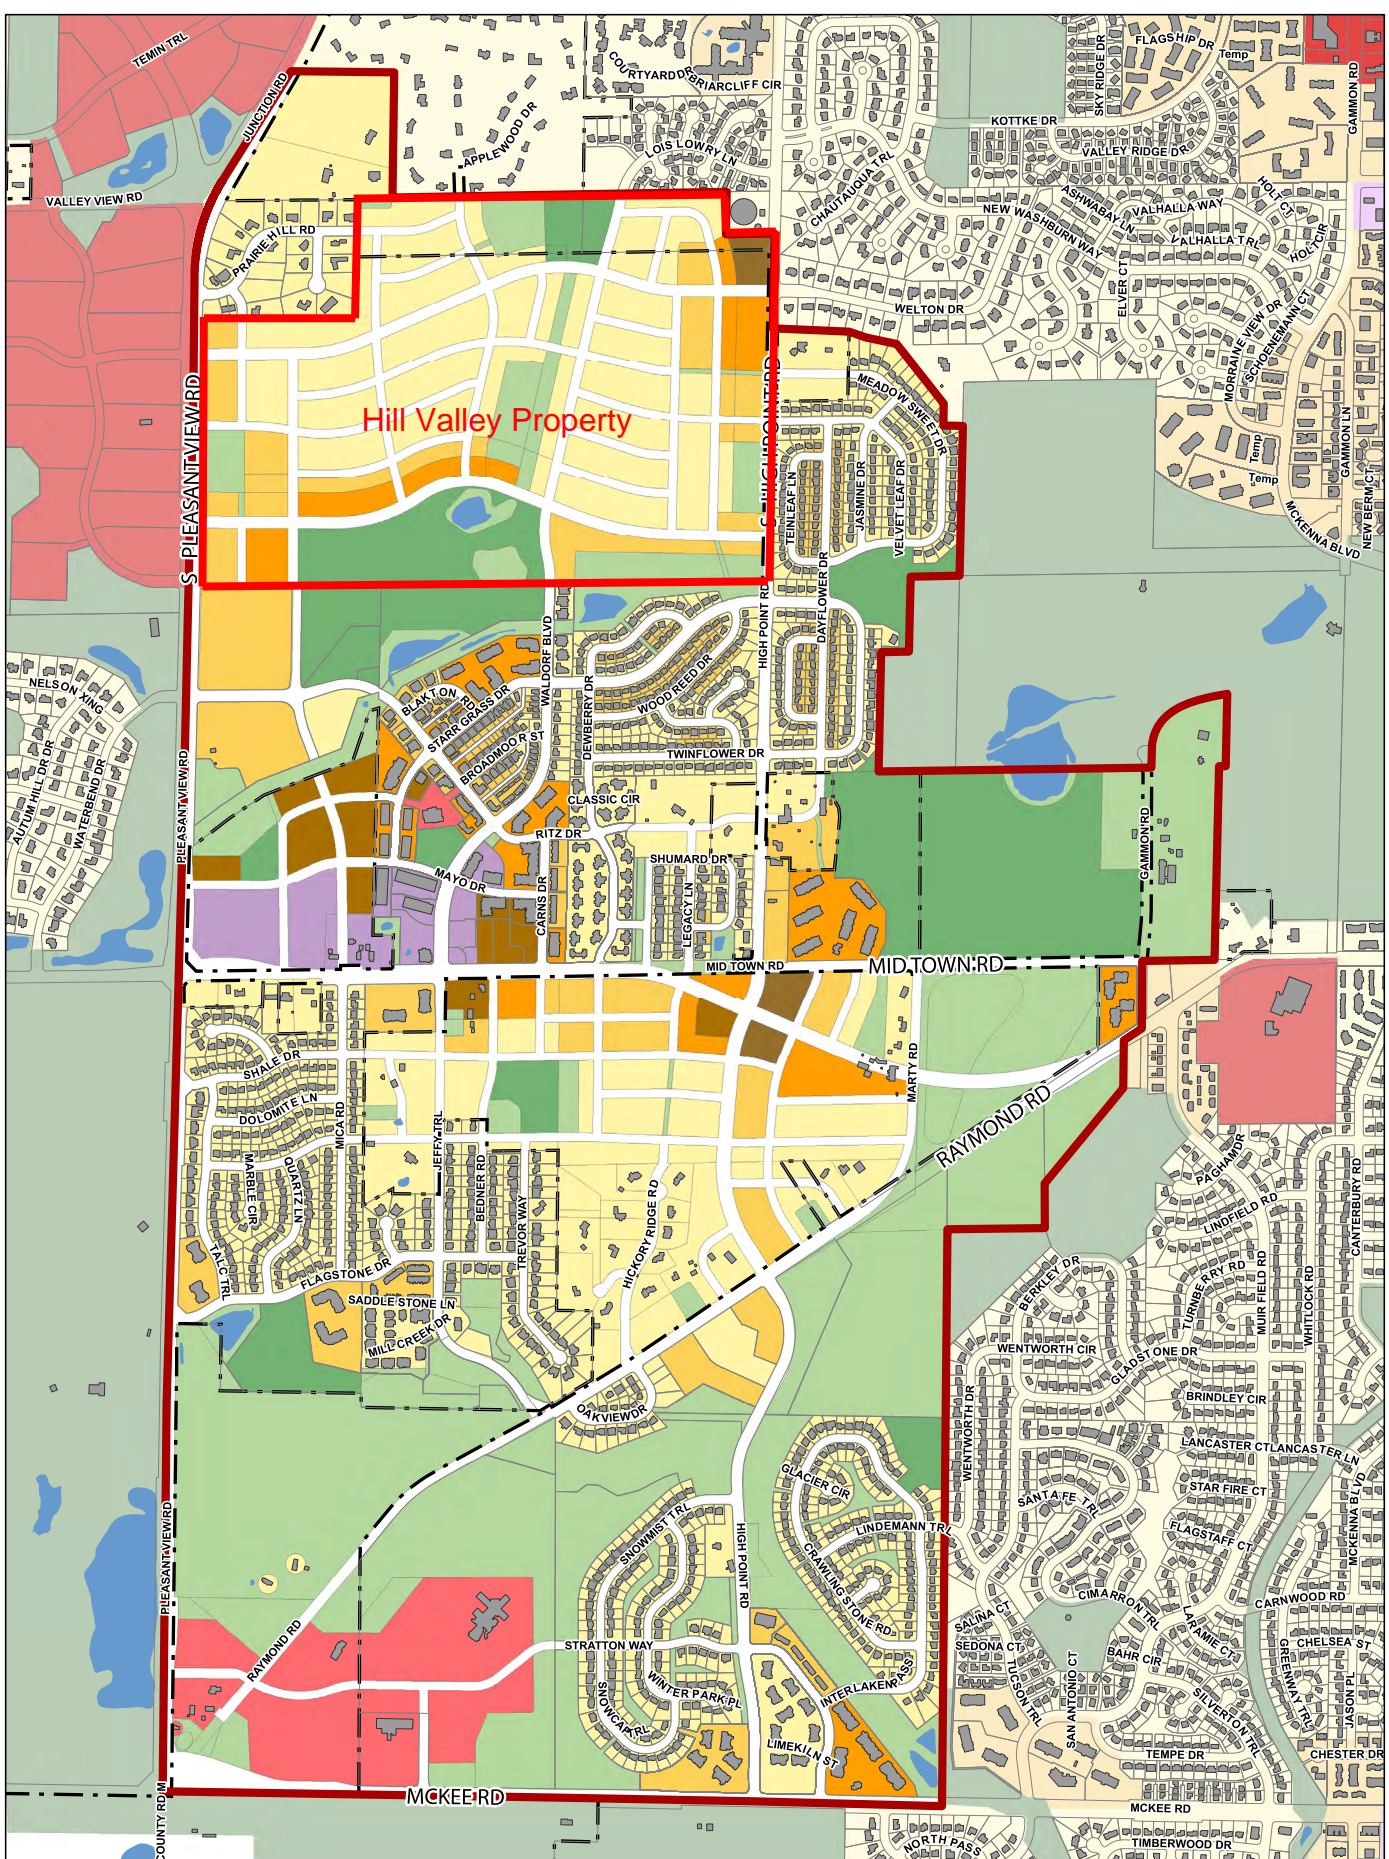 TEMIN TRL
JUNCTION RD
VALLEY VIEW RD
COURTYARD DR
BRIARCLIFF CIR
APPLEWOOD DR
LOIS LOWRY LN
SKY RIDGE DR
FLAGSHIP DR
Temp
GAMMON RD
KOTTKE DR
VALLEY RIDGE DR
CHAUTAUQUA TRL
ASHWABAY LN
VALHALLA WAY
HOLT CT
NEW WASHBURN WAY
VALHALLA TRL
HOLT CIR
ELVER CT
PRAIRIE HILL RD
WELTON DR
MORRAINE VIEW DR
SCHOENEMANN CT
S PLEASANT VIEW RD
Hill Valley Property
S HIGH POINT RD
MEADOW SWEET DR
TEINLEAF LN
JASMINE DR
VELVET LEAF DR
Temp
Temp
GAMMON LN
MCKENNA BLVD
NEW BERM CT
DAYFLOWER DR
HIGH POINT RD
WALDORF BLVD
NELSON XING
AUTUM HILL DR
WATERBEND DR
BLAKTON RD
STARR GRASS DR
BROADMOOR ST
DEWBERRY DR
WOOD REED DR
TWINFLOWER DR
PLEASANT VIEW RD
CLASSIC CIR
RITZ DR
SHUMARD DR
MAYO DR
CARNS DR
LEGACY LN
GAMMON RD
MID TOWN RD
MID TOWN RD
SHALE DR
DOLOMITE LN
MICA RD
MARBLE CIR
QUARTZ LN
JEFFY TRL
BEDNER RD
TREVOR WAY
HICKORY RIDGE RD
MARTY RD
RAYMOND RD
TALC TRL
FLAGSTONE DR
SADDLE STONE LN
MILL CREEK DR
OAKVIEW DR
PAGHAM DR
LINDFIELD RD
CANTERBURY RD
BERKLEY DR
TURNBERRY RD
MUIR FIELD RD
WHITLOCK RD
WENTWORTH CIR
GLADSTONE DR
BRINDLEY CIR
WENTWORTH DR
LANCASTER CT
LANCASTER LN
STAR FIRE CT
SANTA FE TRL
FLAGSTAFF CT
MCKENNA BLVD
GLACIER CIR
LINDEMANN TRL
CRAWLING STONE RD
SNOWMIST TRL
HIGH POINT RD
PLEASANT VIEW RD
RAYMOND RD
STRATTON WAY
WINTER PARK PL
SNOWCAP TRL
INTERLAKEN PASS
LIMEKILN ST
CIMARRON TRL
CARNWOOD RD
SALINA CT
SEDONA CT
TUCSON TRL
SAN ANTONIO CT
BAHR CIR
LARAMIE CT
SILVERTON TRL
GREENWAY TRL
CHELSEA ST
JASON PL
TEMPE DR
CHESTER DR
COUNTY RD M
MCKEE RD
MCKEE RD
NORTH PASS
TIMBERWOOD DR